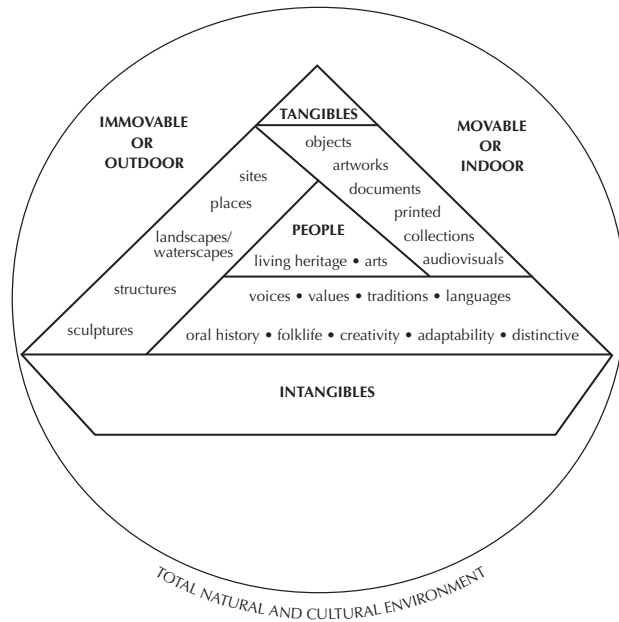 TANGIBLES
IMMOVABLE
OR
OUTDOOR
MOVABLE
OR
INDOOR
objects
artworks
documents
printed
collections
audiovisuals
sites
places
landscapes/
waterscapes
structures
sculptures
PEOPLE
living heritage • arts
voices • values • traditions • languages
oral history • folklife • creativity • adaptability • distinctive
INTANGIBLES
TOTAL NATURAL AND CULTURAL ENVIRONMENT